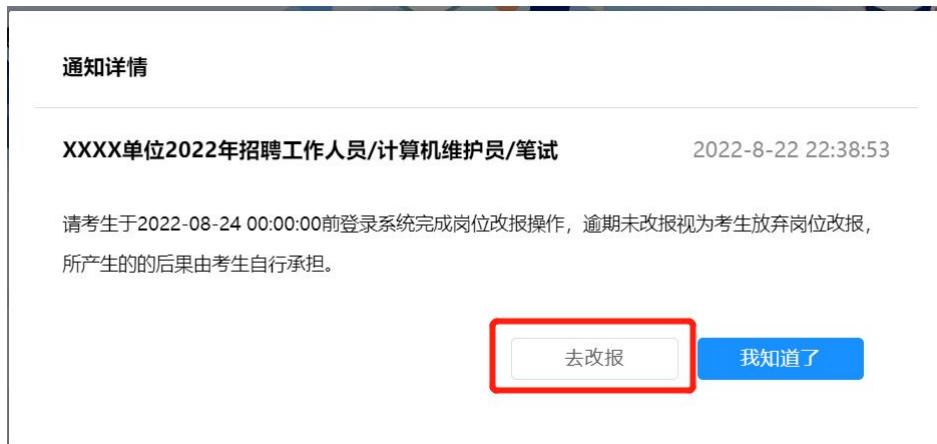 通知详情
XXXX单位2022年招聘工作人员/计算机维护员/笔试 2022-8-22 22:38:53
请考生于2022-08-24 00:00:00前登录系统完成岗位改报操作，逾期未改报视为考生放弃岗位改报，
所产生的的后果由考生自行承担。
去改报 我知道了